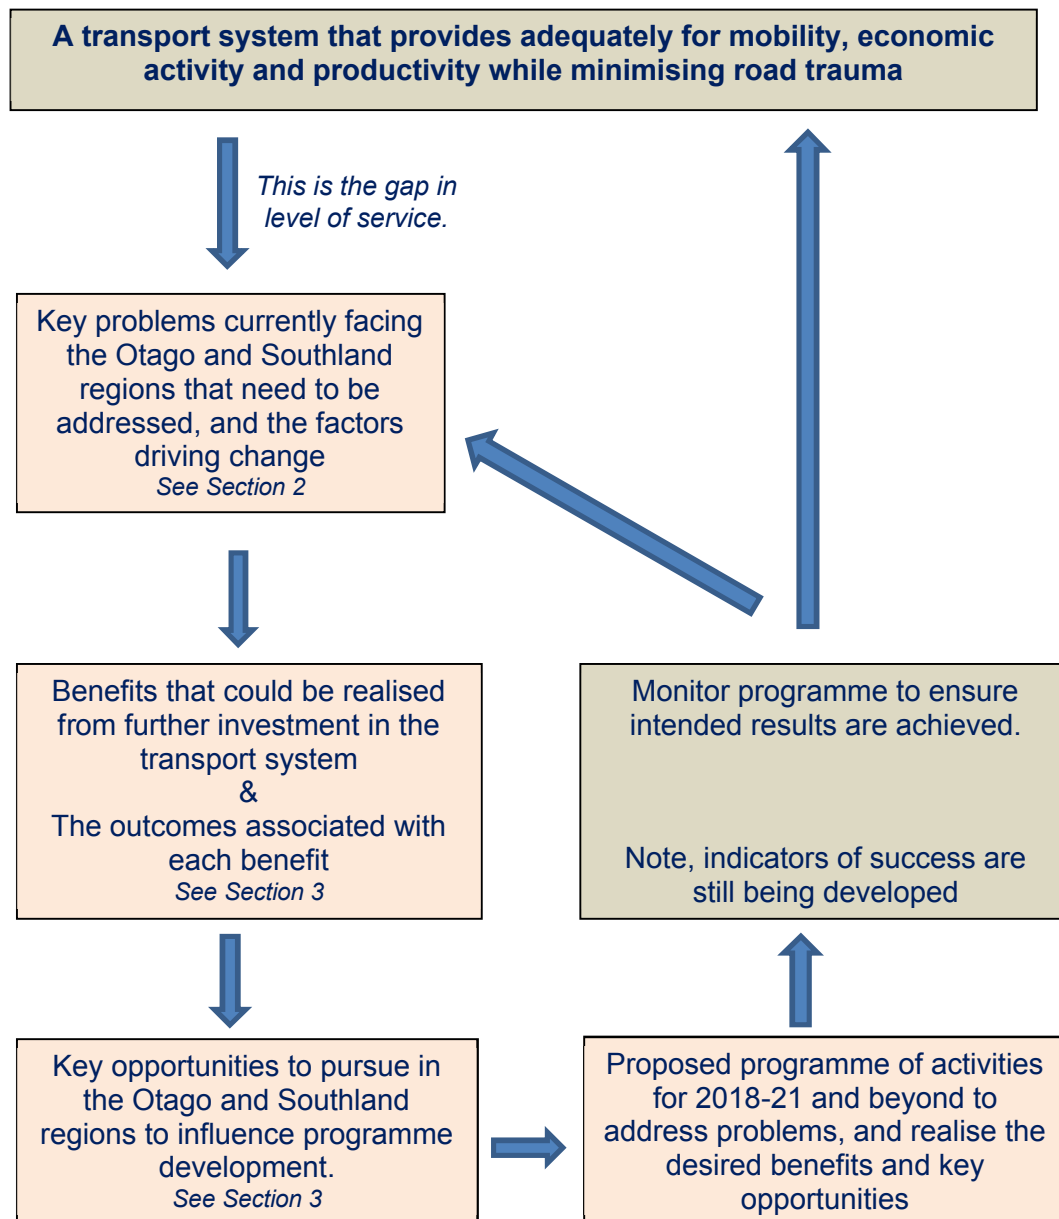 A transport system that provides adequately for mobility, economic
activity and productivity while minimising road trauma
This is the gap in
level of service.
Key problems currently facing
the Otago and Southland
regions that need to be
addressed, and the factors
driving change
See Section 2
Benefits that could be realised
from further investment in the
transport system
&
The outcomes associated with
each benefit
See Section 3
Monitor programme to ensure
intended results are achieved.
Note, indicators of success are
still being developed
Key opportunities to pursue in
the Otago and Southland
regions to influence programme
development.
See Section 3
Proposed programme of activities
for 2018-21 and beyond to
address problems, and realise the
desired benefits and key
opportunities